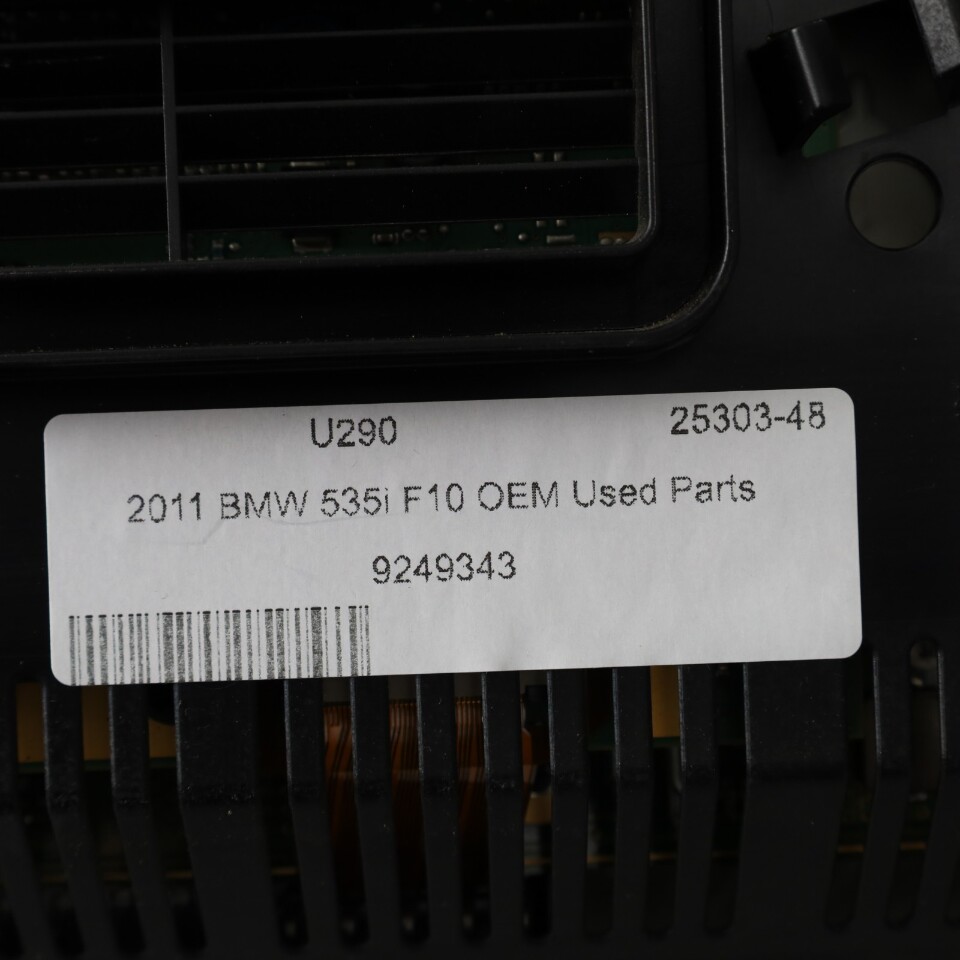 U290 25303-48
2011 BMW 535i F10 OEM Used Parts
9249343